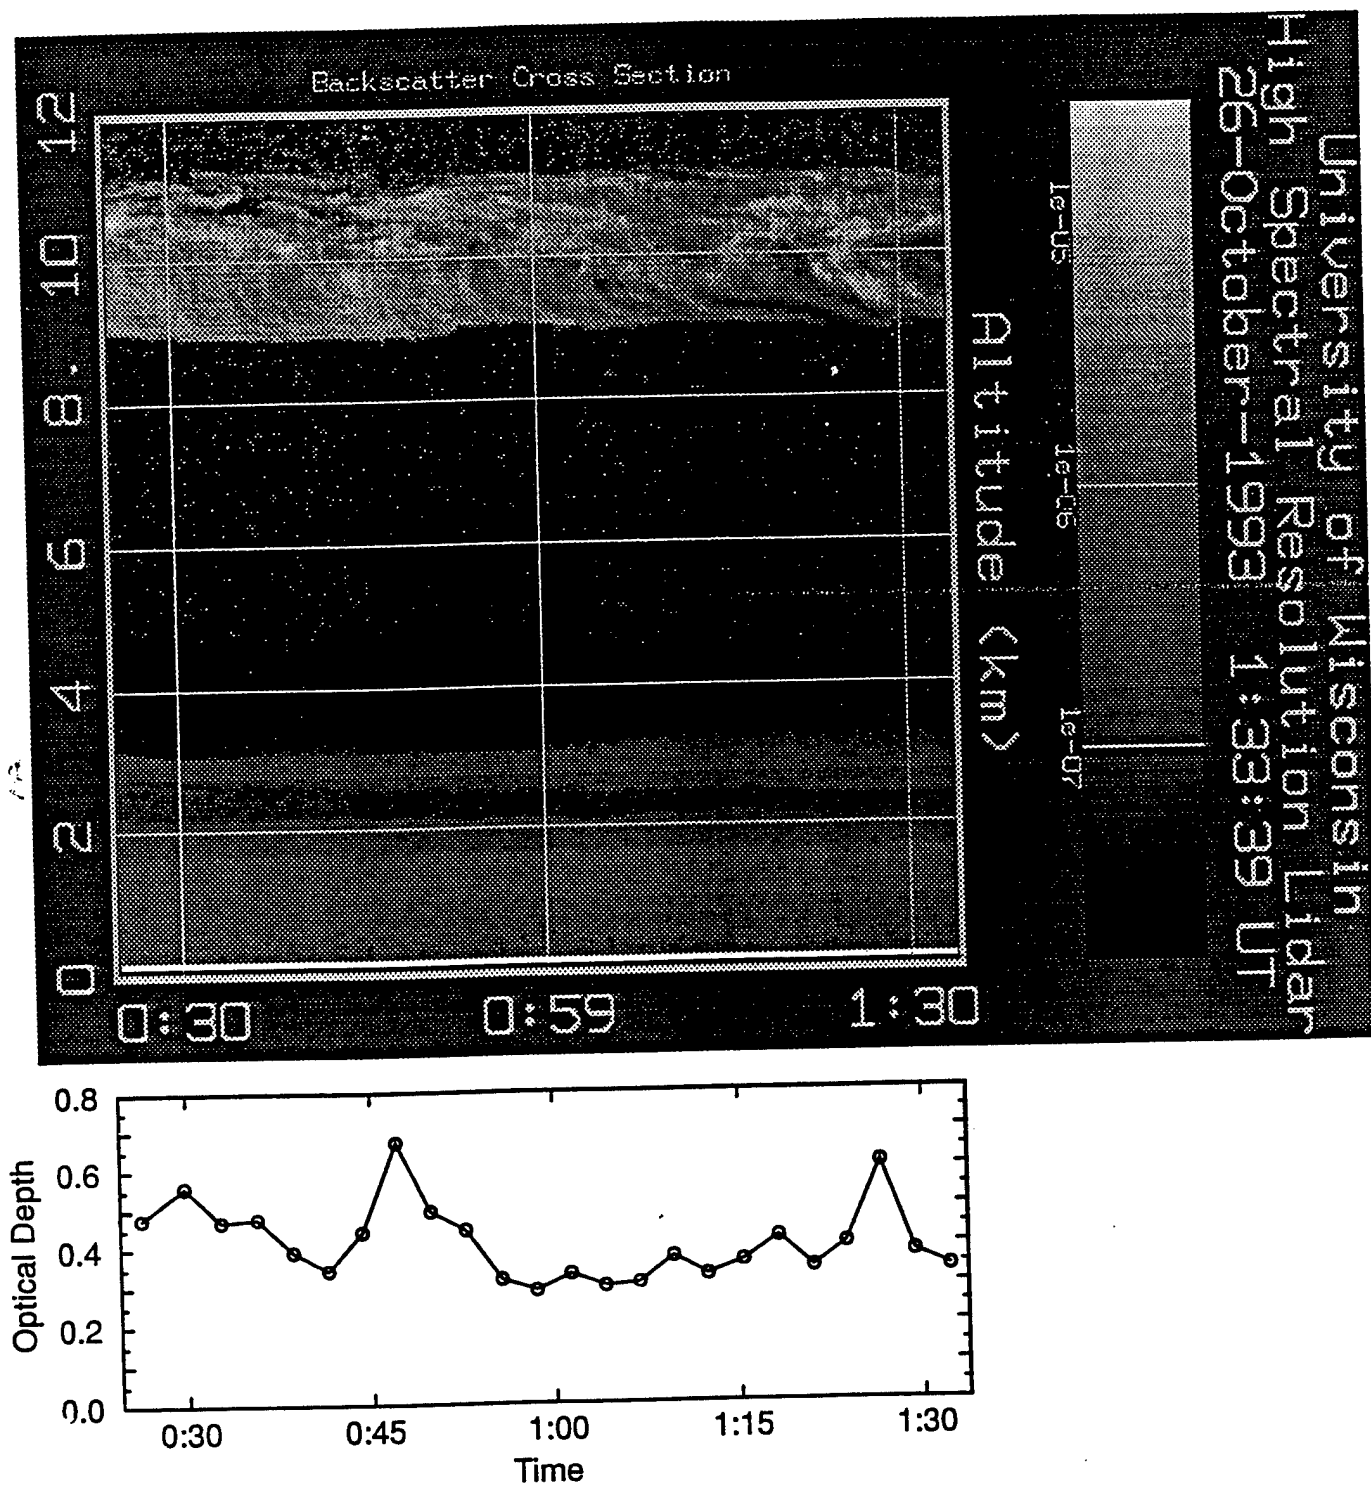 Backscatter Cross Section
12
10
8.
6
4
2
0
0:30
0:59
1:30
Altitude <km>
1e-05
1e-06
1e-07
University of Wisconsin
High Spectral Resolution Lidar
26-October-1993 1:33:39 UT
0.8
0.6
0.4
0.2
0.0
Optical Depth
0:30
0:45
1:00
1:15
1:30
Time